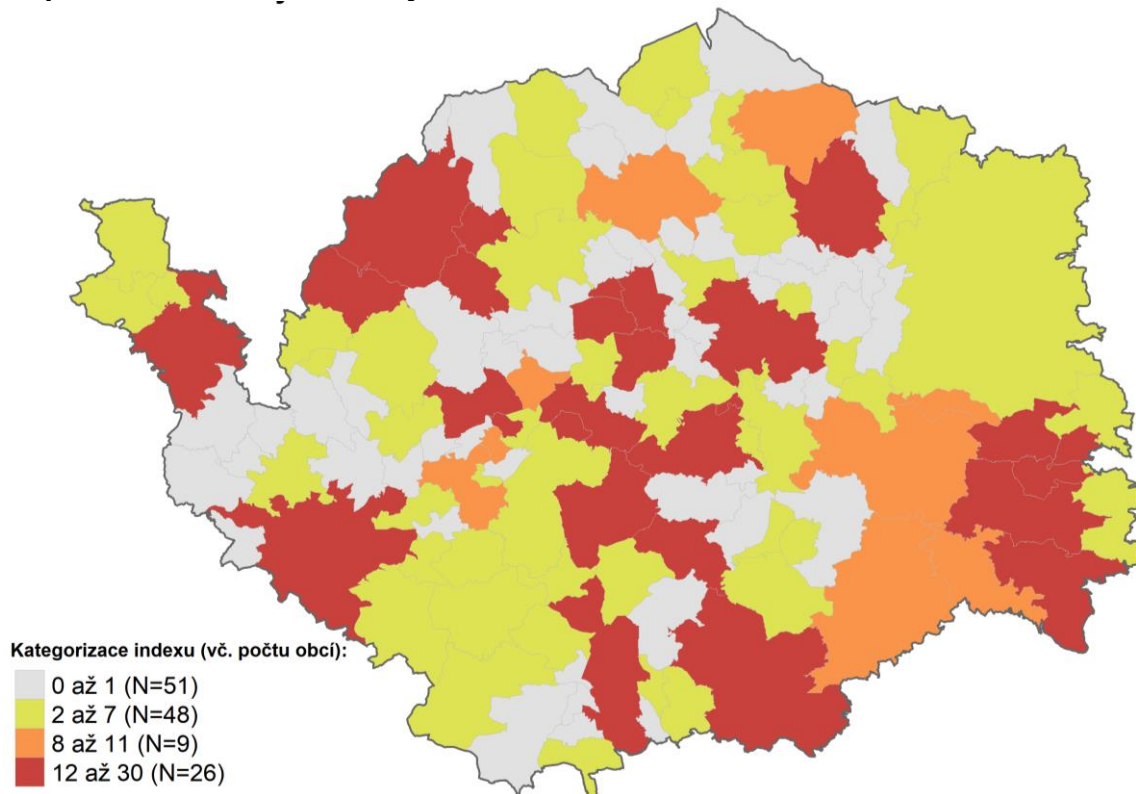 Kategorizace indexu (vč. počtu obcí):
0 až 1 (N=51)
2 až 7 (N=48)
8 až 11 (N=9)
12 až 30 (N=26)